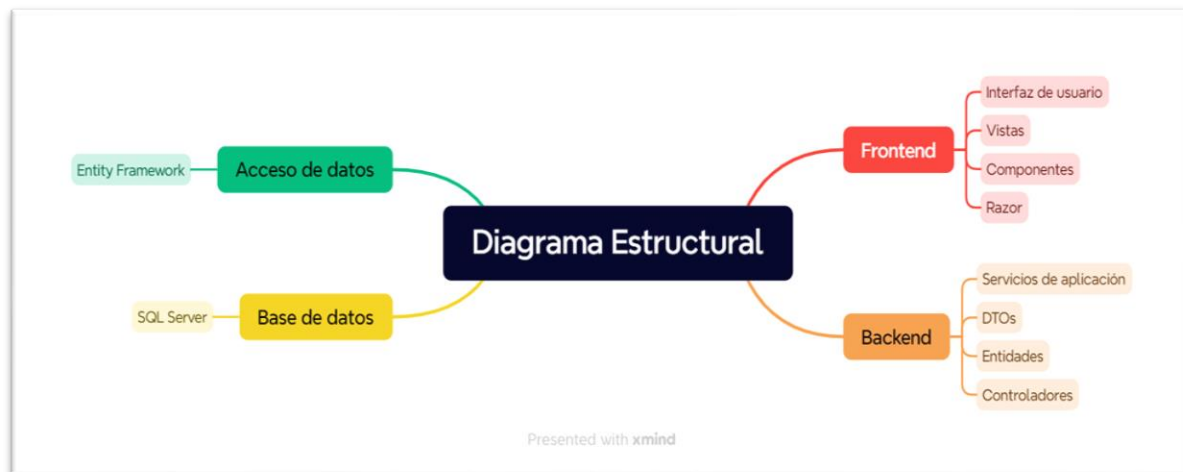 Diagrama Estructural
Frontend
Interfaz de usuario
Vistas
Componentes
Razor
Backend
Servicios de aplicación
DTOs
Entidades
Controladores
Acceso de datos
Entity Framework
Base de datos
SQL Server
Presented with xmind